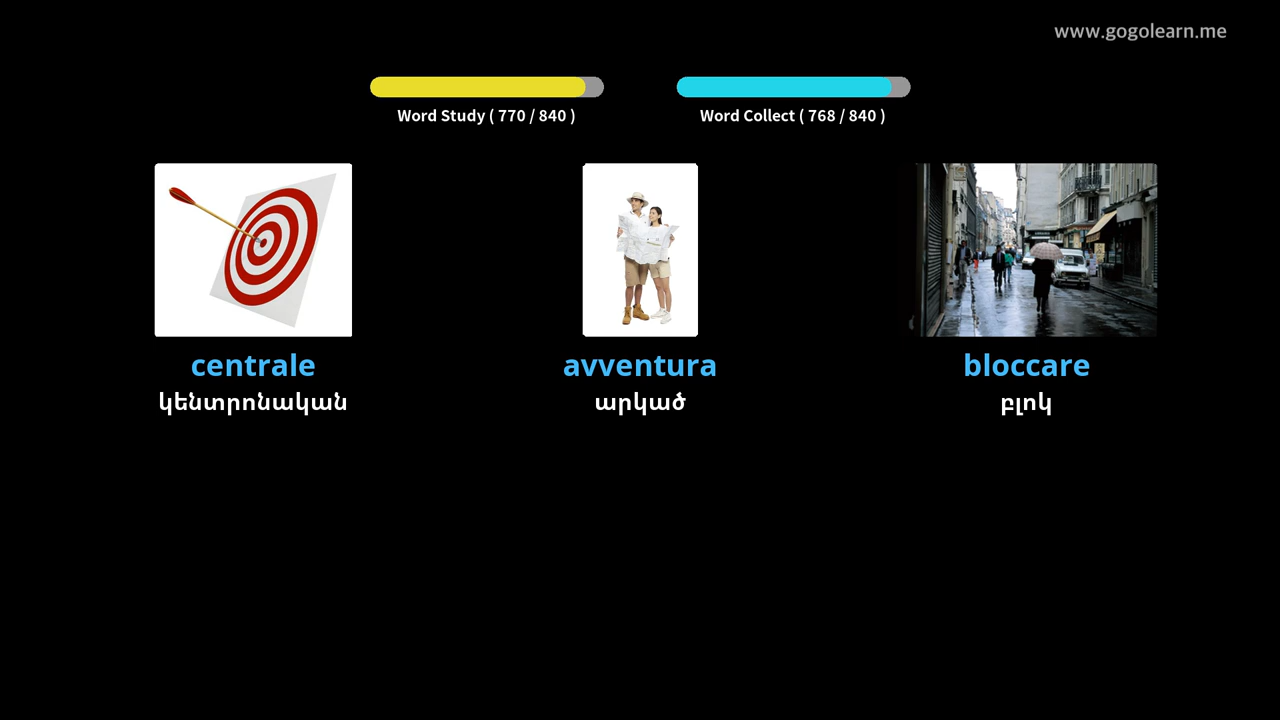 www.gogolearn.me
Word Study ( 770 / 840 )
Word Collect ( 768 / 840 )
centrale
avventura
bloccare
կենտրոնական
արկած
բլոկ